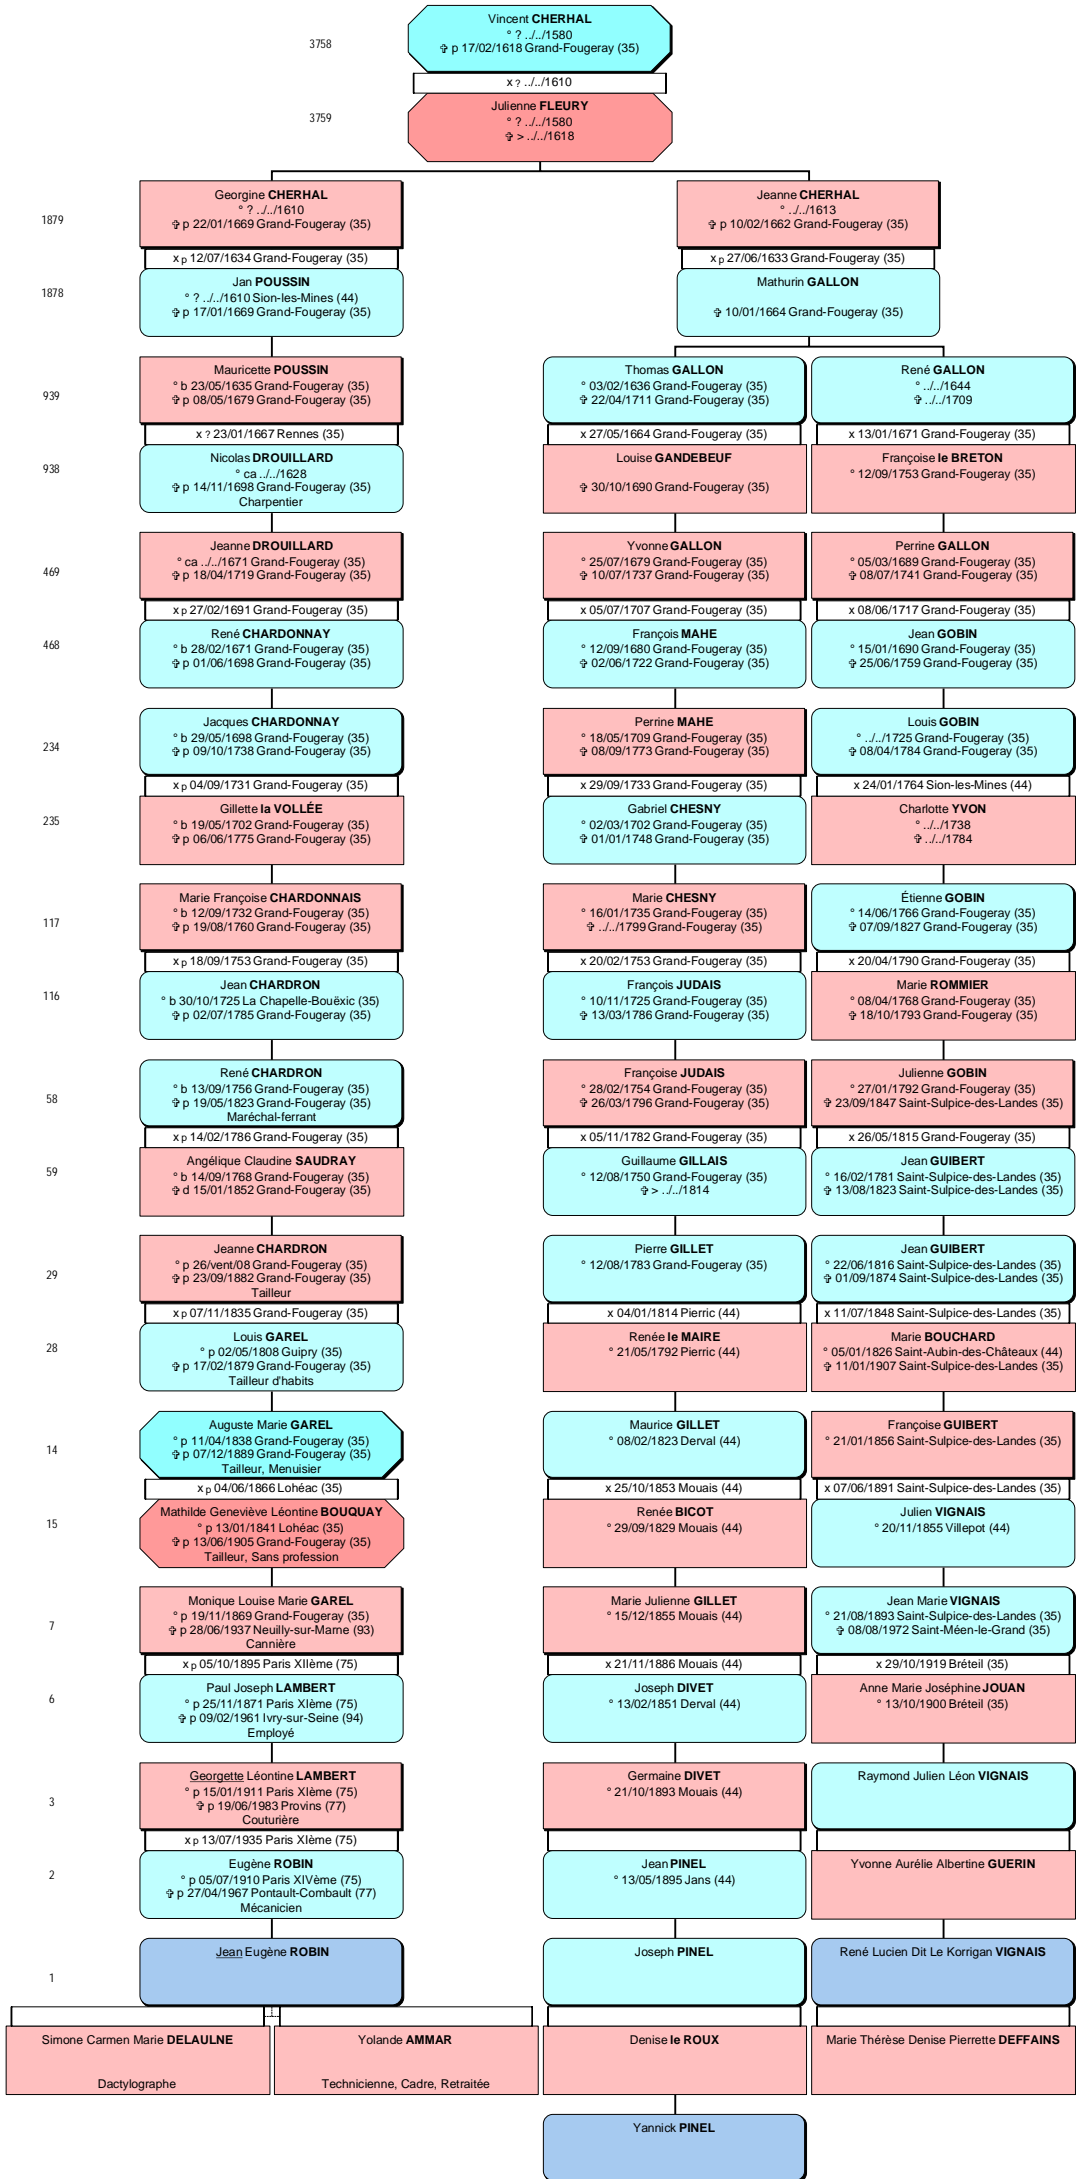 Vincent CHERHAL
3758
° ? ../../1580
✞ p 17/02/1618 Grand-Fougeray (35)
x ? ../../1610
Julienne FLEURY
3759
° ? ../../1580
✞ > ../../1618
Georgine CHERHAL
° ? ../../1610
✞ p 22/01/1669 Grand-Fougeray (35)
Jeanne CHERHAL
° ../../1613
✞ p 10/02/1662 Grand-Fougeray (35)
1879
x p 12/07/1634 Grand-Fougeray (35)
x p 27/06/1633 Grand-Fougeray (35)
Jan POUSSIN
° ? ../../1610 Sion-les-Mines (44)
✞ p 17/01/1669 Grand-Fougeray (35)
Mathurin GALLON
✞ 10/01/1664 Grand-Fougeray (35)
1878
Mauricette POUSSIN
° b 23/05/1635 Grand-Fougeray (35)
✞ p 08/05/1679 Grand-Fougeray (35)
Thomas GALLON
° 03/02/1636 Grand-Fougeray (35)
✞ 22/04/1711 Grand-Fougeray (35)
René GALLON
° ../../1644
✞ ../../1709
939
x ? 23/01/1667 Rennes (35)
x 27/05/1664 Grand-Fougeray (35)
x 13/01/1671 Grand-Fougeray (35)
Nicolas DROUILLARD
° ca ../../1628
✞ p 14/11/1698 Grand-Fougeray (35)
Charpentier
Louise GANDEBEUF
✞ 30/10/1690 Grand-Fougeray (35)
Françoise le BRETON
° 12/09/1753 Grand-Fougeray (35)
938
Jeanne DROUILLARD
° ca ../../1671 Grand-Fougeray (35)
✞ p 18/04/1719 Grand-Fougeray (35)
Yvonne GALLON
° 25/07/1679 Grand-Fougeray (35)
✞ 10/07/1737 Grand-Fougeray (35)
Perrine GALLON
° 05/03/1689 Grand-Fougeray (35)
✞ 08/07/1741 Grand-Fougeray (35)
469
x p 27/02/1691 Grand-Fougeray (35)
x 05/07/1707 Grand-Fougeray (35)
x 08/06/1717 Grand-Fougeray (35)
René CHARDONNAY
° b 28/02/1671 Grand-Fougeray (35)
✞ p 01/06/1698 Grand-Fougeray (35)
François MAHE
° 12/09/1680 Grand-Fougeray (35)
✞ 02/06/1722 Grand-Fougeray (35)
Jean GOBIN
° 15/01/1690 Grand-Fougeray (35)
✞ 25/06/1759 Grand-Fougeray (35)
468
Jacques CHARDONNAY
° b 29/05/1698 Grand-Fougeray (35)
✞ p 09/10/1738 Grand-Fougeray (35)
Perrine MAHE
° 18/05/1709 Grand-Fougeray (35)
✞ 08/09/1773 Grand-Fougeray (35)
Louis GOBIN
° ../../1725 Grand-Fougeray (35)
✞ 08/04/1784 Grand-Fougeray (35)
234
x p 04/09/1731 Grand-Fougeray (35)
x 29/09/1733 Grand-Fougeray (35)
x 24/01/1764 Sion-les-Mines (44)
Gillette la VOLLÉE
° b 19/05/1702 Grand-Fougeray (35)
✞ p 06/06/1775 Grand-Fougeray (35)
Gabriel CHESNY
° 02/03/1702 Grand-Fougeray (35)
✞ 01/01/1748 Grand-Fougeray (35)
Charlotte YVON
° ../../1738
✞ ../../1784
235
Marie Françoise CHARDONNAIS
° b 12/09/1732 Grand-Fougeray (35)
✞ p 19/08/1760 Grand-Fougeray (35)
Marie CHESNY
° 16/01/1735 Grand-Fougeray (35)
✞ ../../1799 Grand-Fougeray (35)
Étienne GOBIN
° 14/06/1766 Grand-Fougeray (35)
✞ 07/09/1827 Grand-Fougeray (35)
117
x p 18/09/1753 Grand-Fougeray (35)
x 20/02/1753 Grand-Fougeray (35)
x 20/04/1790 Grand-Fougeray (35)
Jean CHARDRON
° b 30/10/1725 La Chapelle-Bouëxic (35)
✞ p 02/07/1785 Grand-Fougeray (35)
François JUDAIS
° 10/11/1725 Grand-Fougeray (35)
✞ 13/03/1786 Grand-Fougeray (35)
Marie ROMMIER
° 08/04/1768 Grand-Fougeray (35)
✞ 18/10/1793 Grand-Fougeray (35)
116
René CHARDRON
° b 13/09/1756 Grand-Fougeray (35)
✞ p 19/05/1823 Grand-Fougeray (35)
Maréchal-ferrant
Françoise JUDAIS
° 28/02/1754 Grand-Fougeray (35)
✞ 26/03/1796 Grand-Fougeray (35)
Julienne GOBIN
° 27/01/1792 Grand-Fougeray (35)
✞ 23/09/1847 Saint-Sulpice-des-Landes (35)
58
x p 14/02/1786 Grand-Fougeray (35)
x 05/11/1782 Grand-Fougeray (35)
x 26/05/1815 Grand-Fougeray (35)
Angélique Claudine SAUDRAY
° b 14/09/1768 Grand-Fougeray (35)
✞ d 15/01/1852 Grand-Fougeray (35)
Guillaume GILLAIS
° 12/08/1750 Grand-Fougeray (35)
✞ > ../../1814
Jean GUIBERT
° 16/02/1781 Saint-Sulpice-des-Landes (35)
✞ 13/08/1823 Saint-Sulpice-des-Landes (35)
59
Jeanne CHARDRON
° p 26/vent/08 Grand-Fougeray (35)
✞ p 23/09/1882 Grand-Fougeray (35)
Tailleur
Pierre GILLET
° 12/08/1783 Grand-Fougeray (35)
Jean GUIBERT
° 22/06/1816 Saint-Sulpice-des-Landes (35)
✞ 01/09/1874 Saint-Sulpice-des-Landes (35)
29
x p 07/11/1835 Grand-Fougeray (35)
x 04/01/1814 Pierric (44)
x 11/07/1848 Saint-Sulpice-des-Landes (35)
Louis GAREL
° p 02/05/1808 Guipry (35)
✞ p 17/02/1879 Grand-Fougeray (35)
Tailleur d'habits
Renée le MAIRE
° 21/05/1792 Pierric (44)
Marie BOUCHARD
° 05/01/1826 Saint-Aubin-des-Châteaux (44)
✞ 11/01/1907 Saint-Sulpice-des-Landes (35)
28
Auguste Marie GAREL
° p 11/04/1838 Grand-Fougeray (35)
✞ p 07/12/1889 Grand-Fougeray (35)
Tailleur, Menuisier
Maurice GILLET
° 08/02/1823 Derval (44)
Françoise GUIBERT
° 21/01/1856 Saint-Sulpice-des-Landes (35)
14
x p 04/06/1866 Lohéac (35)
x 25/10/1853 Mouais (44)
x 07/06/1891 Saint-Sulpice-des-Landes (35)
Mathilde Geneviève Léontine BOUQUAY
° p 13/01/1841 Lohéac (35)
✞ p 13/06/1905 Grand-Fougeray (35)
Tailleur, Sans profession
Renée BICOT
° 29/09/1829 Mouais (44)
Julien VIGNAIS
° 20/11/1855 Villepot (44)
15
Monique Louise Marie GAREL
° p 19/11/1869 Grand-Fougeray (35)
✞ p 28/06/1937 Neuilly-sur-Marne (93)
Cannière
Marie Julienne GILLET
° 15/12/1855 Mouais (44)
Jean Marie VIGNAIS
° 21/08/1893 Saint-Sulpice-des-Landes (35)
✞ 08/08/1972 Saint-Méen-le-Grand (35)
7
x p 05/10/1895 Paris XIIème (75)
x 21/11/1886 Mouais (44)
x 29/10/1919 Bréteil (35)
Paul Joseph LAMBERT
° p 25/11/1871 Paris XIème (75)
✞ p 09/02/1961 Ivry-sur-Seine (94)
Employé
Joseph DIVET
° 13/02/1851 Derval (44)
Anne Marie Joséphine JOUAN
° 13/10/1900 Bréteil (35)
6
Georgette Léontine LAMBERT
° p 15/01/1911 Paris XIème (75)
✞ p 19/06/1983 Provins (77)
Couturière
Germaine DIVET
° 21/10/1893 Mouais (44)
Raymond Julien Léon VIGNAIS
3
x p 13/07/1935 Paris XIème (75)
Eugène ROBIN
° p 05/07/1910 Paris XIVème (75)
✞ p 27/04/1967 Pontault-Combault (77)
Mécanicien
Jean PINEL
° 13/05/1895 Jans (44)
Yvonne Aurélie Albertine GUERIN
2
Jean Eugène ROBIN
Joseph PINEL
René Lucien Dit Le Korrigan VIGNAIS
1
Simone Carmen Marie DELAULNE
Dactylographe
Yolande AMMAR
Technicienne, Cadre, Retraitée
Denise le ROUX
Marie Thérèse Denise Pierrette DEFFAINS
Yannick PINEL